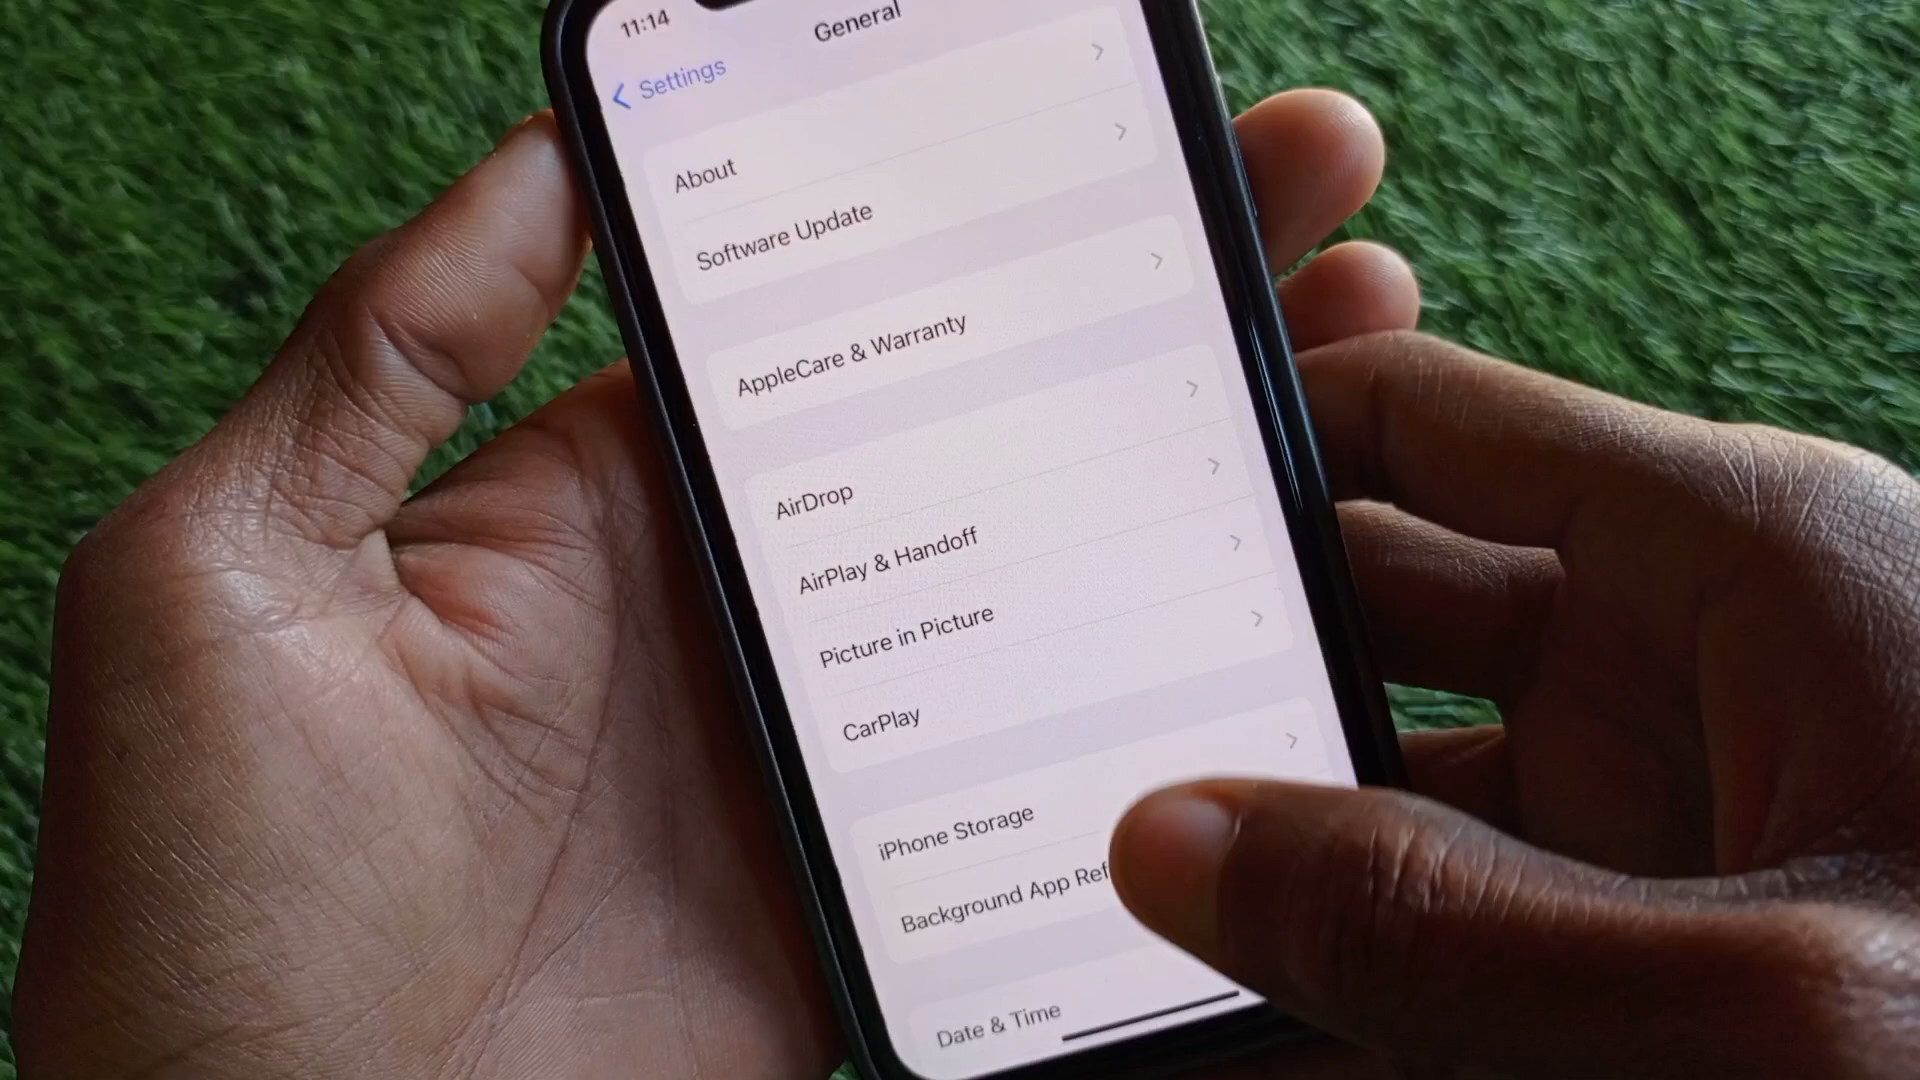 11:14
General
Settings
About
Software Update
AppleCare & Warranty
AirDrop
AirPlay & Handoff
Picture in Picture
CarPlay
iPhone Storage
Background App Ref
Date & Time